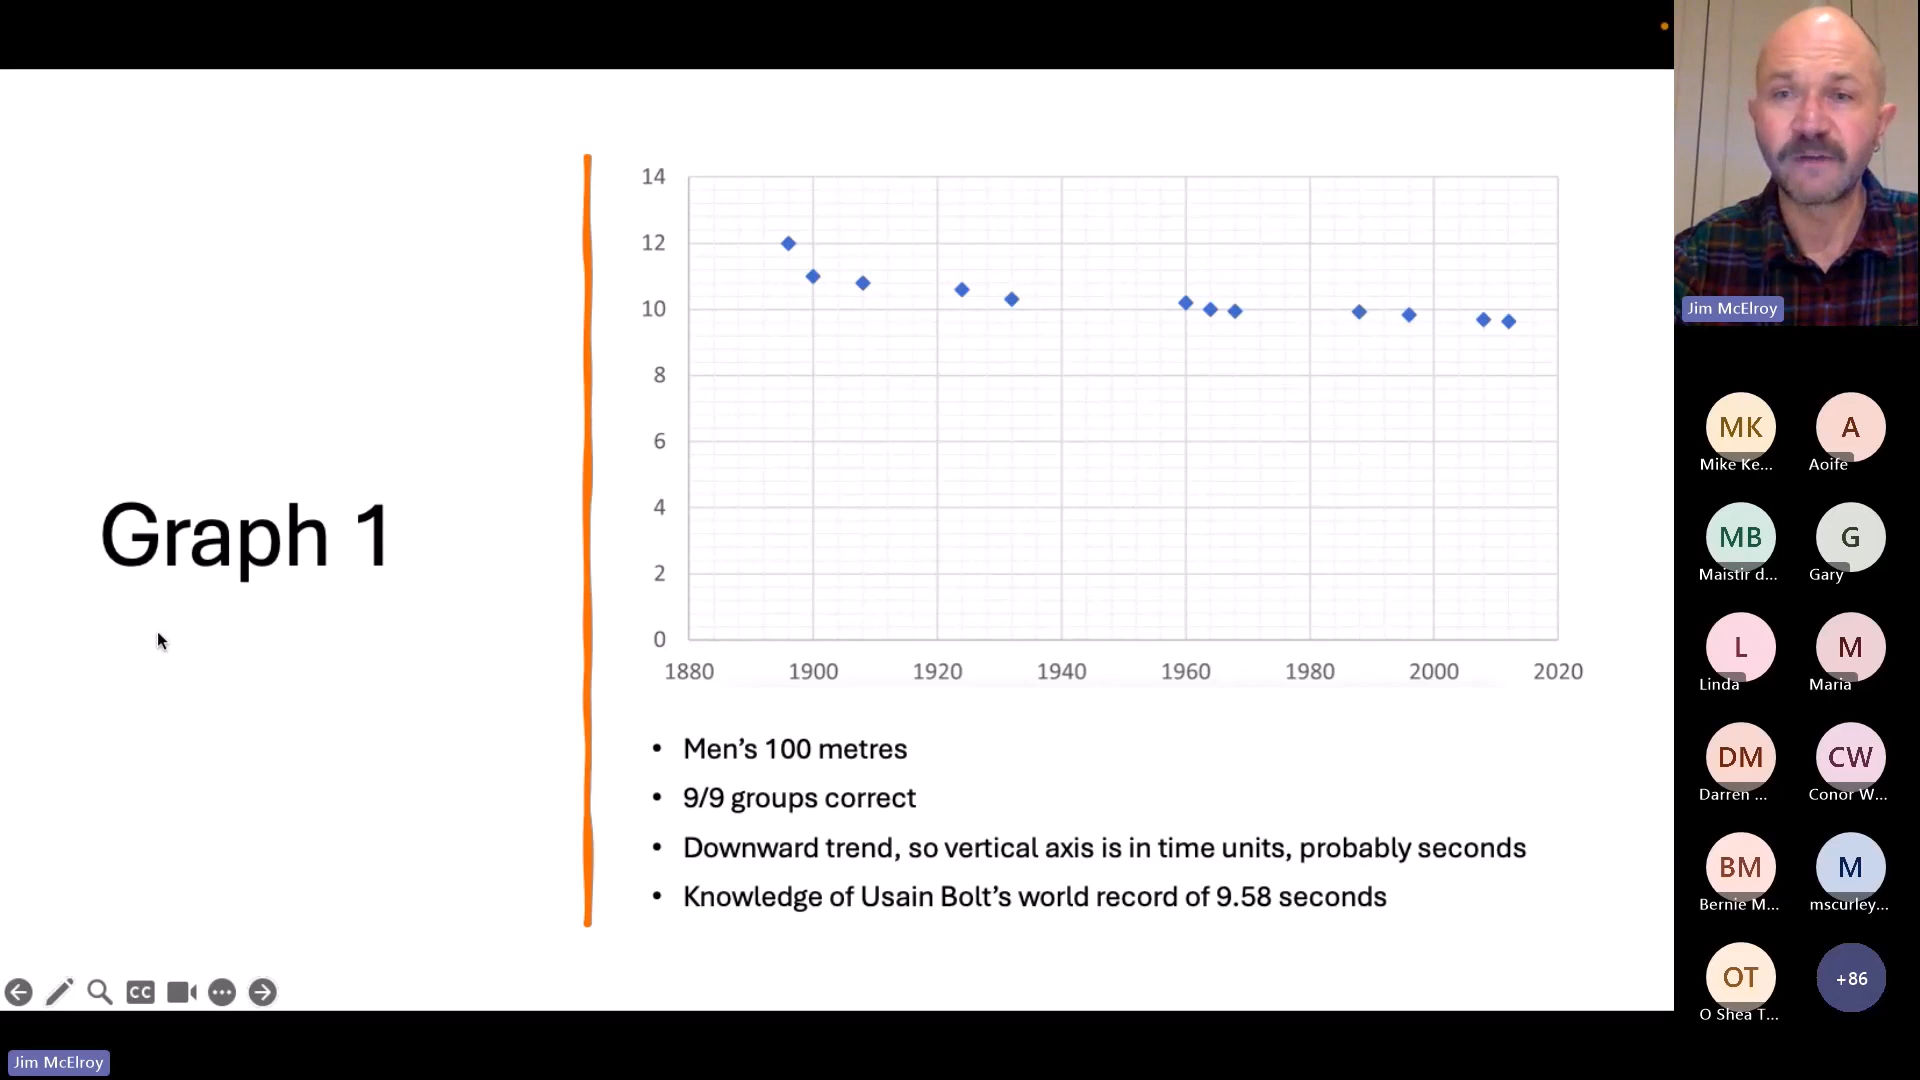 Graph 1
14
12
10
8
6
4
2
0
1880 1900 1920 1940 1960 1980 2000 2020
• Men’s 100 metres
• 9/9 groups correct
• Downward trend, so vertical axis is in time units, probably seconds
• Knowledge of Usain Bolt’s world record of 9.58 seconds
CC
Jim McElroy
Jim McElroy
MK A
Mike Ke... Aoife
MB G
Maistir d... Gary
L M
Linda Maria
DM CW
Darren ... Conor W...
BM M
Bernie M... mscurley...
OT +86
O Shea T...